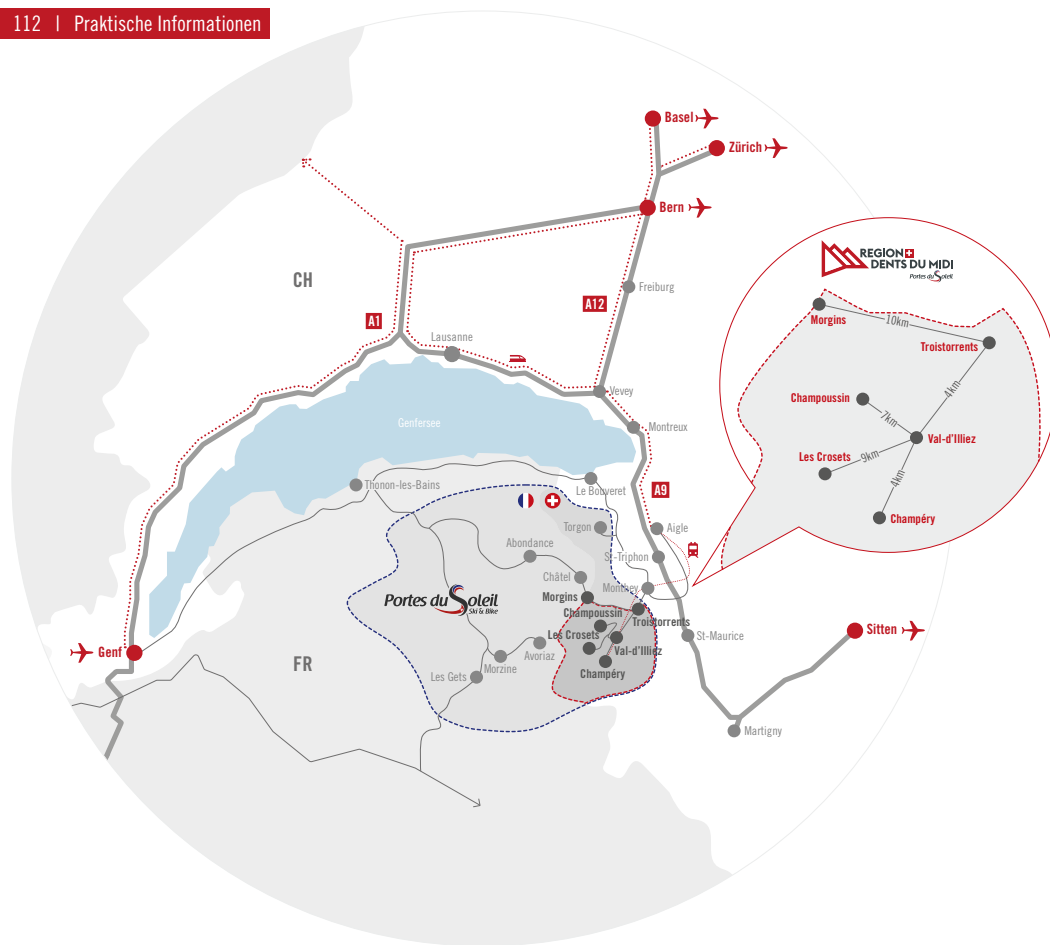 112 | Praktische Informationen
Basel
Zürich
Bern
REGION
DENTS DU MIDI
Portes du Soleil
CH
Freiburg
A12
A1
Morgins
10km
Troistorrents
Lausanne
4km
Vevey
Champoussin
7km
Genfersee
Montreux
Val-d'Illiez
Les Crosets
9km
4km
Thonon-les-Bains
Le Bouveret
A9
Champéry
Torgon
Aigle
Abondance
St-Triphon
Châtel
Monthey
Morgins
Portes du Soleil
Ski & Bike
Champoussin
Troistorrents
Les Crosets
St-Maurice
Sitten
Val-d'Illiez
Genf
Avoriaz
FR
Morzine
Champéry
Les Gets
Martigny